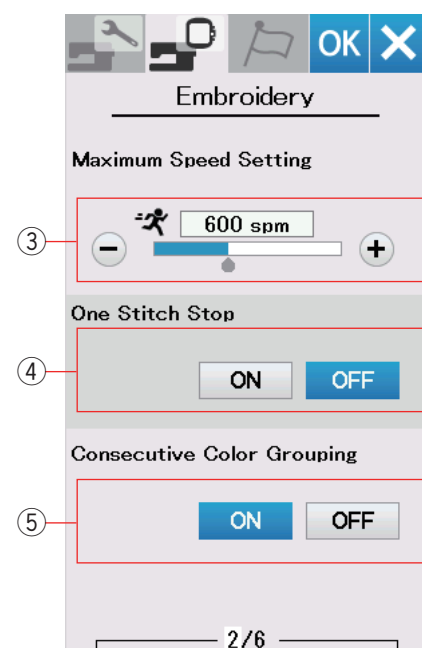 OK
Embroidery
Maximum Speed Setting
3
600 spm
One Stitch Stop
4
ON OFF
Consecutive Color Grouping
5
ON OFF
2/6